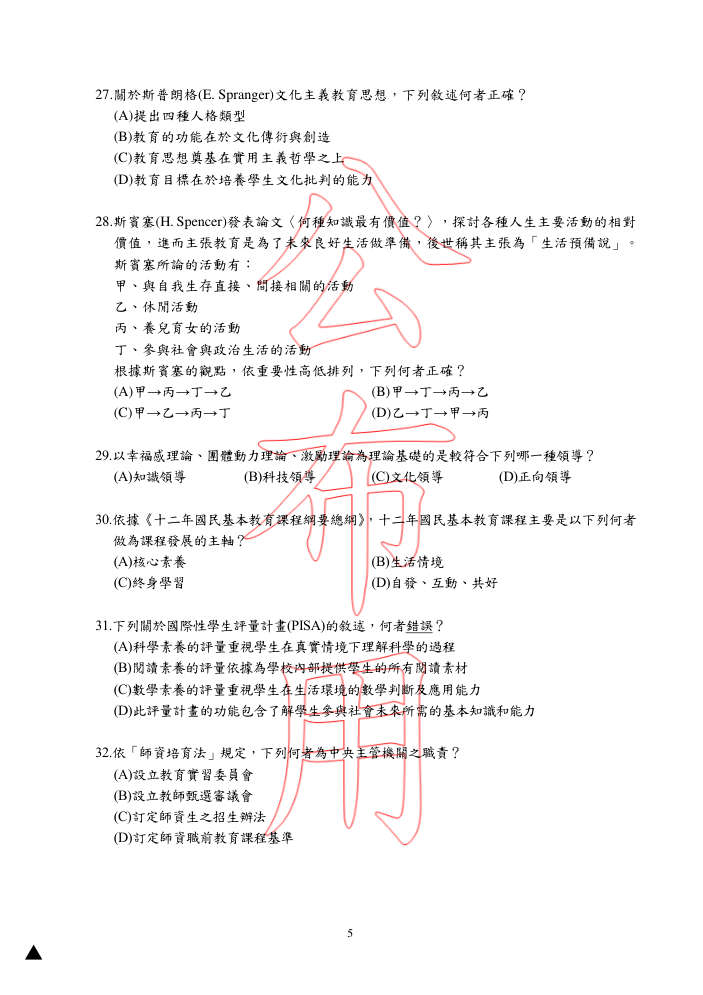 27.關於斯普朗格(E. Spranger)文化主義教育思想，下列敘述何者正確？
(A)提出四種人格類型
(B)教育的功能在於文化傳術與創造
(C)教育思想奠基在實用主義哲學之上
(D)教育目標在於培養學生文化批判的能力
28.斯賓塞(H. Spencer)發表論文〈何種知識最有價值？〉，探討各種人生主要活動的相對
價值，進而主張教育是為了未來良好生活做準備，後世稱其主張為「生活預備說」。
斯賓塞所論的活動有：
甲、與自我生存直接、間接相關的活動
乙、休閒活動
丙、養兒育女的活動
丁、參與社會與政治生活的活動
根據斯賓塞的觀點，依重要性高低排列，下列何者正確？
(A)甲→丙→丁→乙 (B)甲→丁→丙→乙
(C)甲→乙→丙→丁 (D)乙→丁→甲→丙
29.以幸福感理論、團體動力理論、激勵理論為理論基礎的是較符合下列哪一種領導？
(A)知識領導 (B)科技領導 (C)文化領導 (D)正向領導
30.依據《十二年國民基本教育課程綱要總綱》，十二年國民基本教育課程主要是以下列何者
做為課程發展的主軸？
(A)核心素養 (B)生活情境
(C)終身學習 (D)自發、互動、共好
31.下列關於國際性學生評量計畫(PISA)的敘述，何者錯誤？
(A)科學素養的評量重視學生在真實情境下理解科學的過程
(B)閱讀素養的評量依據為學校內部提供學生的所有閱讀素材
(C)數學素養的評量重視學生在生活環境的數學判斷及應用能力
(D)此評量計畫的功能包含了解學生參與社會未來所需的基本知識和能力
32.依「師資培育法」規定，下列何者為中央主管機關之職責？
(A)設立教育實習委員會
(B)設立教師甄選審議會
(C)訂定師資生之招生辦法
(D)訂定師資職前教育課程基準
公布用
5